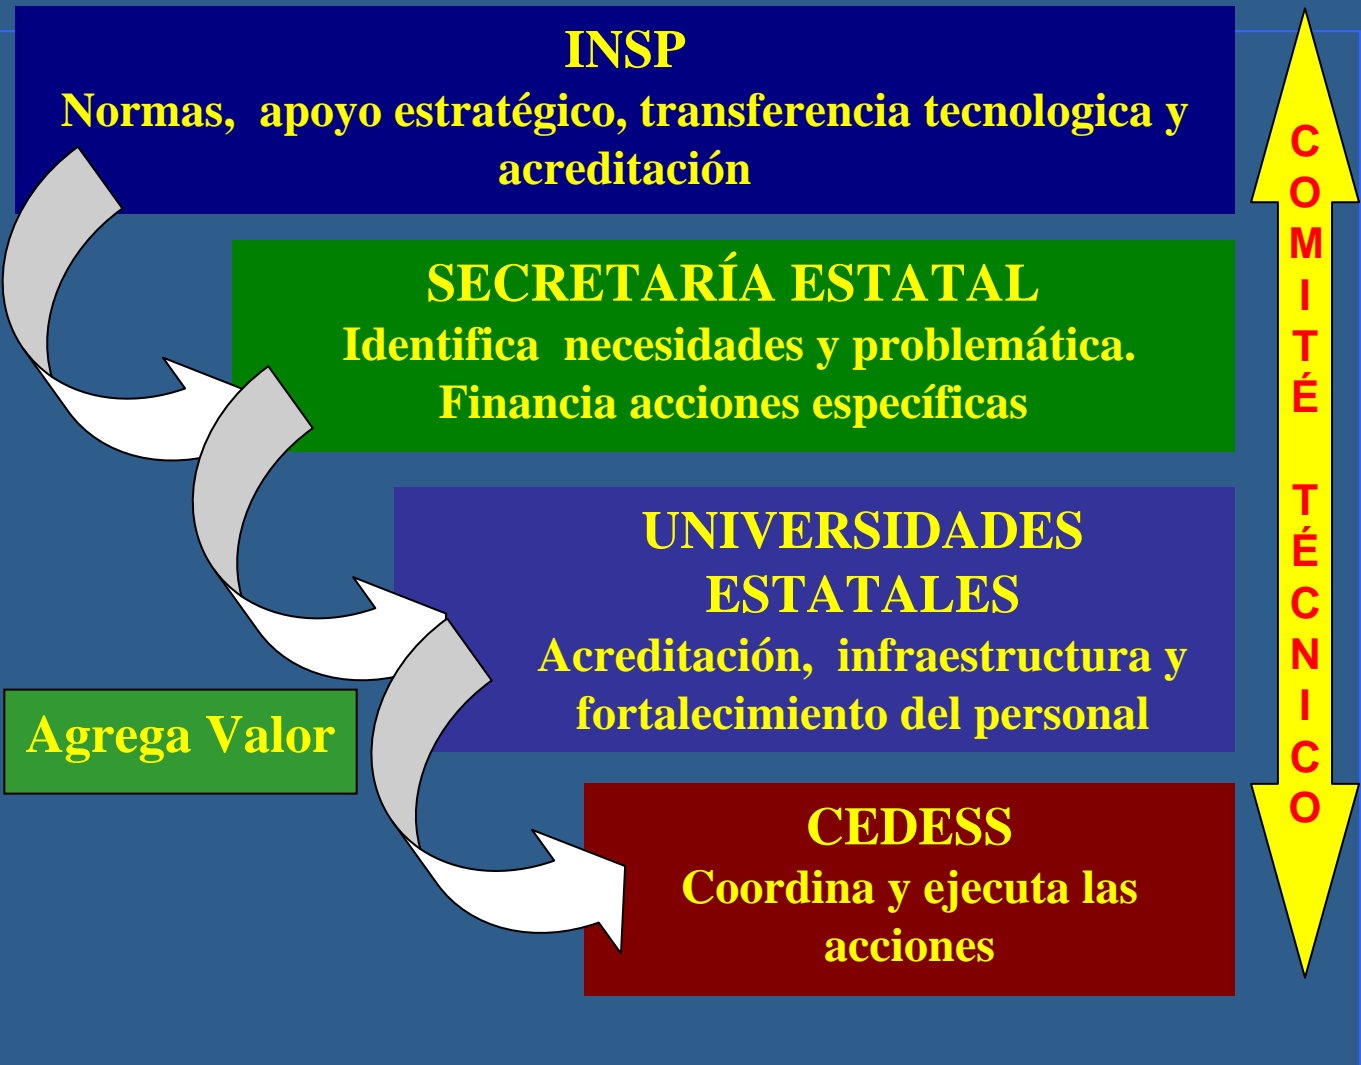 INSP
Normas, apoyo estratégico, transferencia tecnologica y
acreditación
SECRETARÍA ESTATAL
Identifica necesidades y problemática.
Financia acciones específicas
UNIVERSIDADES
ESTATALES
Acreditación, infraestructura y
fortalecimiento del personal
Agrega Valor
CEDESS
Coordina y ejecuta las
acciones
COMITÉ TÉCNICO